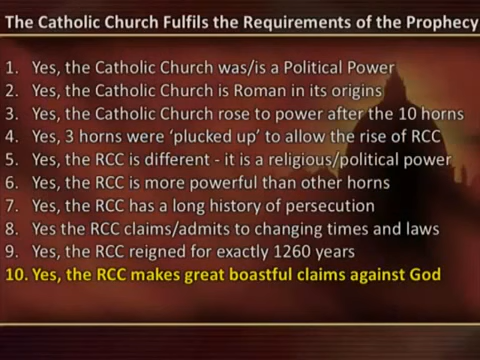 The Catholic Church Fulfils the Requirements of the Prophecy
1. Yes, the Catholic Church was/is a Political Power
2. Yes, the Catholic Church is Roman in its origins
3. Yes, the Catholic Church rose to power after the 10 horns
4. Yes, 3 horns were ‘plucked up’ to allow the rise of RCC
5. Yes, the RCC is different - it is a religious/political power
6. Yes, the RCC is more powerful than other horns
7. Yes, the RCC has a long history of persecution
8. Yes the RCC claims/admits to changing times and laws
9. Yes, the RCC reigned for exactly 1260 years
10. Yes, the RCC makes great boastful claims against God